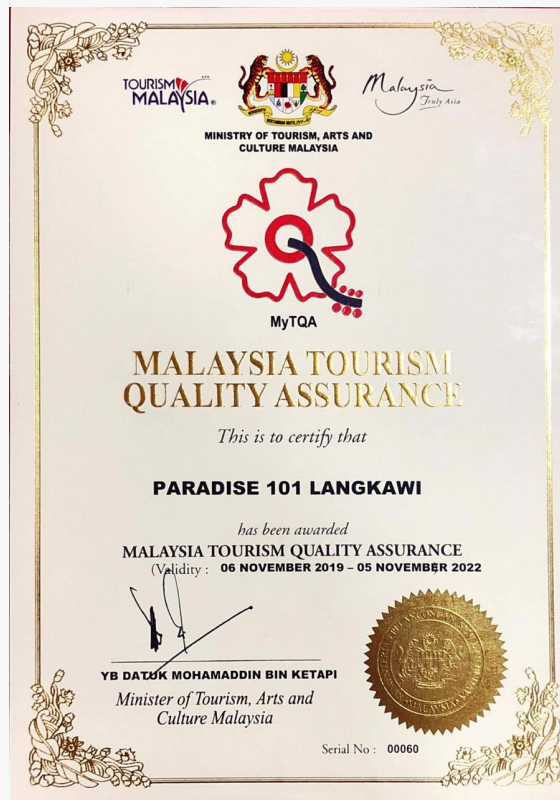 TOURISM
MALAYSIA®
Malaysia
Truly Asia
MINISTRY OF TOURISM, ARTS AND
CULTURE MALAYSIA
MyTQA
MALAYSIA TOURISM
QUALITY ASSURANCE
This is to certify that
PARADISE 101 LANGKAWI
has been awarded
MALAYSIA TOURISM QUALITY ASSURANCE
(Validity : 06 NOVEMBER 2019 – 05 NOVEMBER 2022
YB DATUK MOHAMADDIN BIN KETAPI
Minister of Tourism, Arts and
Culture Malaysia
MALAYSIA
Serial No : 00060